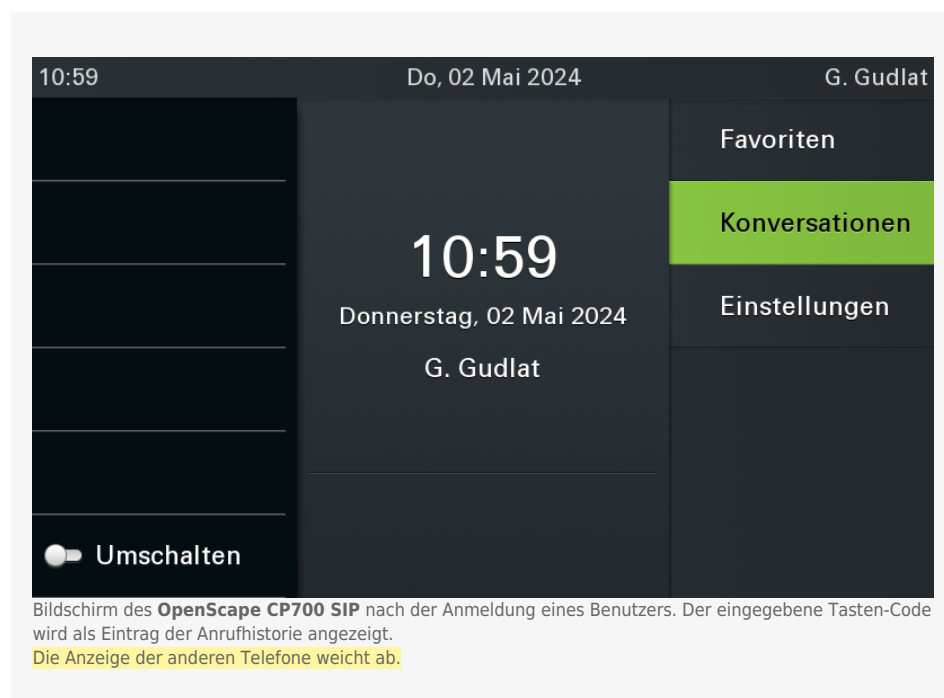 10:59 Do, 02 Mai 2024 G. Gudlat
Favoriten
Konversationen
10:59
Einstellungen
Donnerstag, 02 Mai 2024
G. Gudlat
Umschalten
Bildschirm des OpenScape CP700 SIP nach der Anmeldung eines Benutzers. Der eingegebene Tasten-Code
wird als Eintrag der Anrufhistorie angezeigt.
Die Anzeige der anderen Telefone weicht ab.